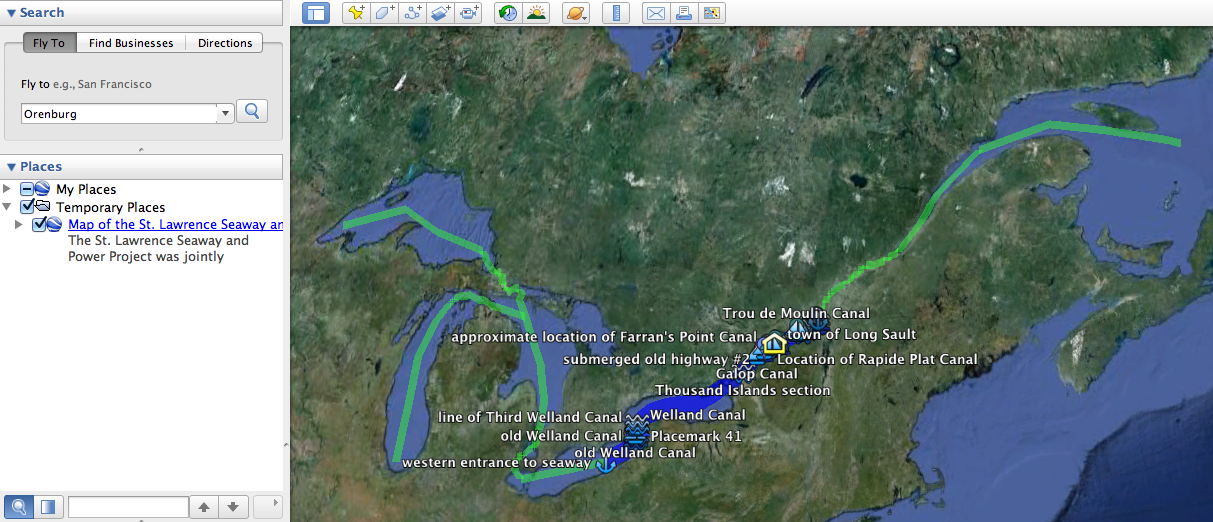 Search
Fly To
Find Businesses
Directions
Fly to e.g., San Francisco
Orenburg
Places
My Places
Temporary Places
Map of the St. Lawrence Seaway an
The St. Lawrence Seaway and
Power Project was jointly
Trou de Moulin Canal
approximate location of Farran's Point Canal
town of Long Sault
submerged old highway #2
Location of Rapide Plat Canal
Galop Canal
Thousand Islands section
line of Third Welland Canal
Welland Canal
old Welland Canal
Placemark 41
old Welland Canal
western entrance to seaway